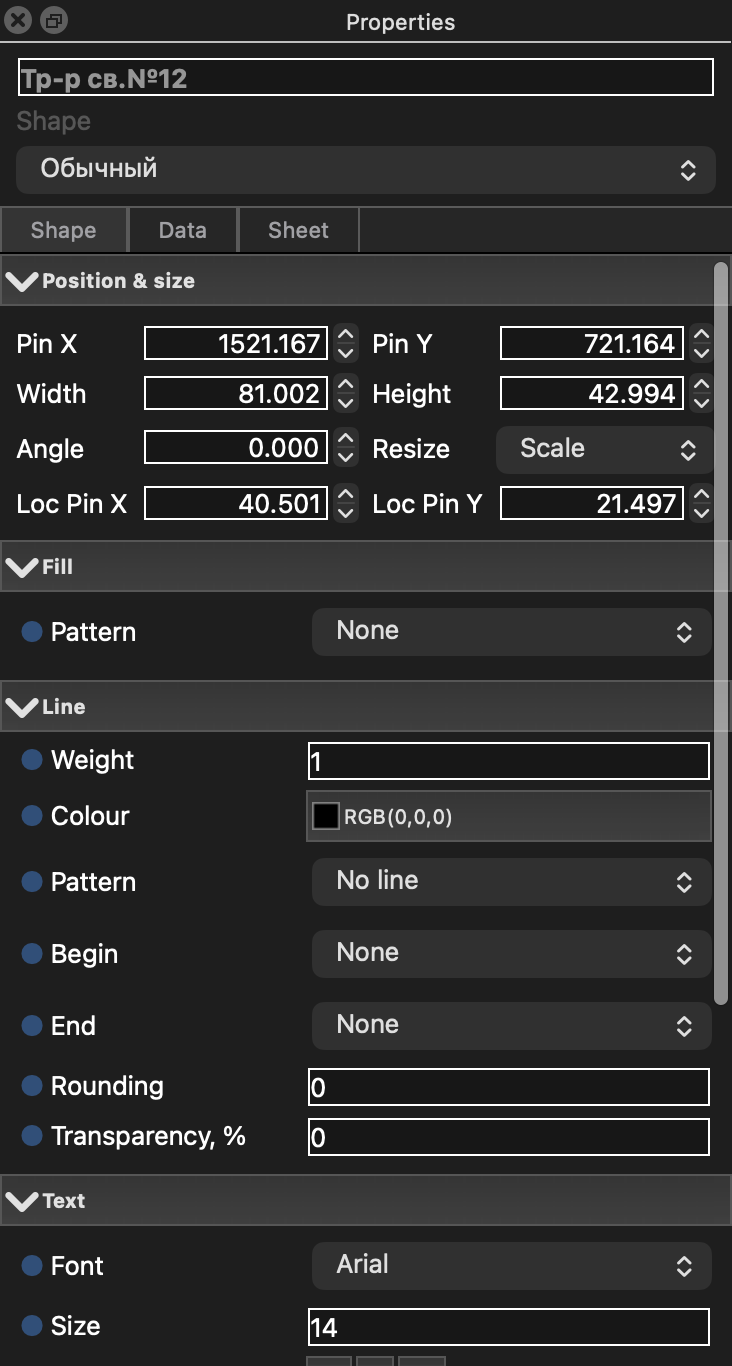 Properties
Тр-р св.№12
Shape
Обычный
Shape Data Sheet
Position & size
Pin X 1521.167 Pin Y 721.164
Width 81.002 Height 42.994
Angle 0.000 Resize Scale
Loc Pin X 40.501 Loc Pin Y 21.497
Fill
Pattern None
Line
Weight 1
Colour RGB(0,0,0)
Pattern No line
Begin None
End None
Rounding 0
Transparency, % 0
Text
Font Arial
Size 14